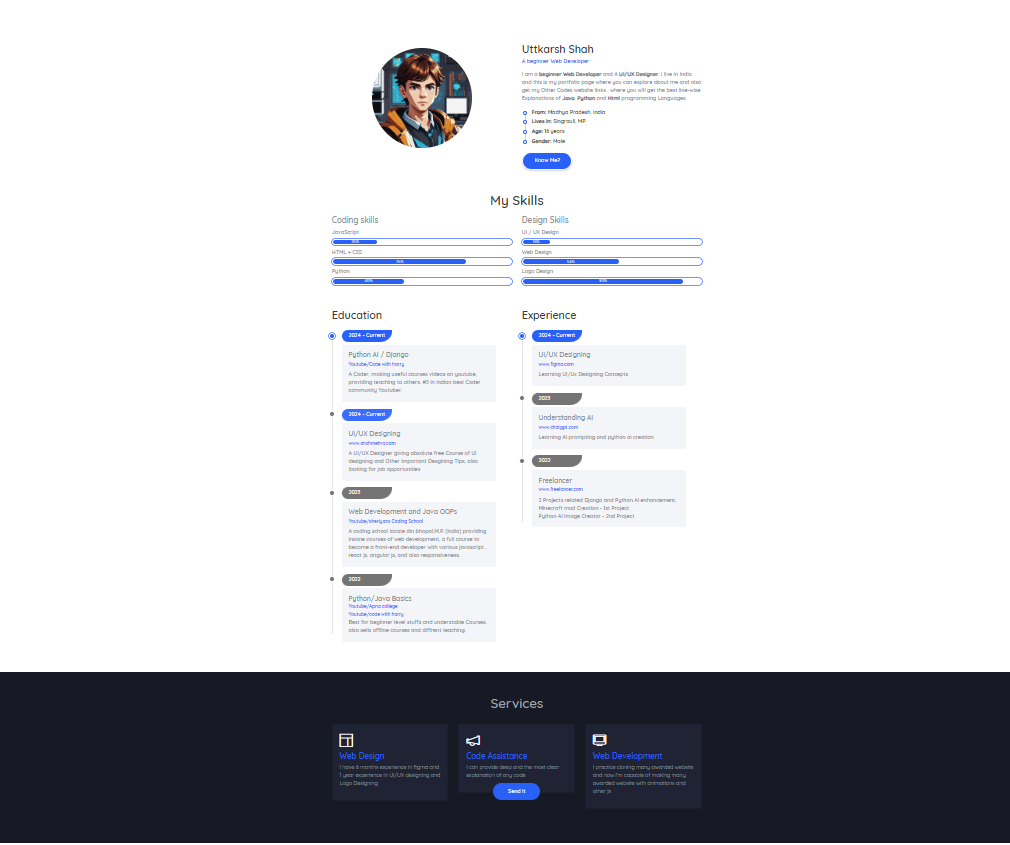 Uttkarsh Shah
A beginner Web Developer
I am a beginner Web Developer and A UI/UX Designer, I live in India
and this is my portfolio page where you can explore about me and also
get my Other Codes website links , where you will get the best line-wise
Explanations of Java, Python and Html programming Languages.
From: Madhya Pradesh, India
Lives In: Singrauli, MP
Age: 16 years
Gender: Male
Know Me?
My Skills
Coding skills
JavaScript
HTML + CSS
Python
Design Skills
UI / UX Design
Web Design
Logo Design
Education
2024 - Current
Python AI / Django
Youtube/Code with harry
A Coder, making useful courses videos on youtube,
providing teaching to others, #3 in indian best Coder
community Youtuber.
2024 - Current
UI/UX Designing
www.arshmehra.com
A UI/UX Designer giving absolute free Course of UI
designing and Other Important Desgining Tips, also
looking for job opportunities
2023
Web Development and Java OOPs
Youtube/sheriyans Coding School
A coding school locate din bhopal,M.P. (India) providing
insane courses of web development, a full course to
become a front-end developer with various javascript ,
react js, angular js, and also responsiveness.
2022
Python/Java Basics
Youtube/Apna college
Youtube/code with harry
Best for beginner level stuffs and understable Courses,
also sells offline courses and diffrent teaching.
Experience
2024 - Current
UI/UX Designing
www.figma.com
Learning UI/Ux Designing Concepts
2023
Understanding AI
www.chatgpt.com
Learning AI prompting and python ai creation
2022
Freelancer
www.freelancer.com
2 Projects related Django and Python AI enhancement.
Minecraft mod Creation - 1st Project
Python AI image Creator - 2nd Project
Services
Web Design
I have 6 months experience in figma and
1 year experience in UI/UX designing and
Logo Designing
Code Assistance
I can provide deep and the most clear
explanation of any code
Send It
Web Development
I practice cloning many awarded website
and now I'm capable of making many
awarded website with animations and
other js